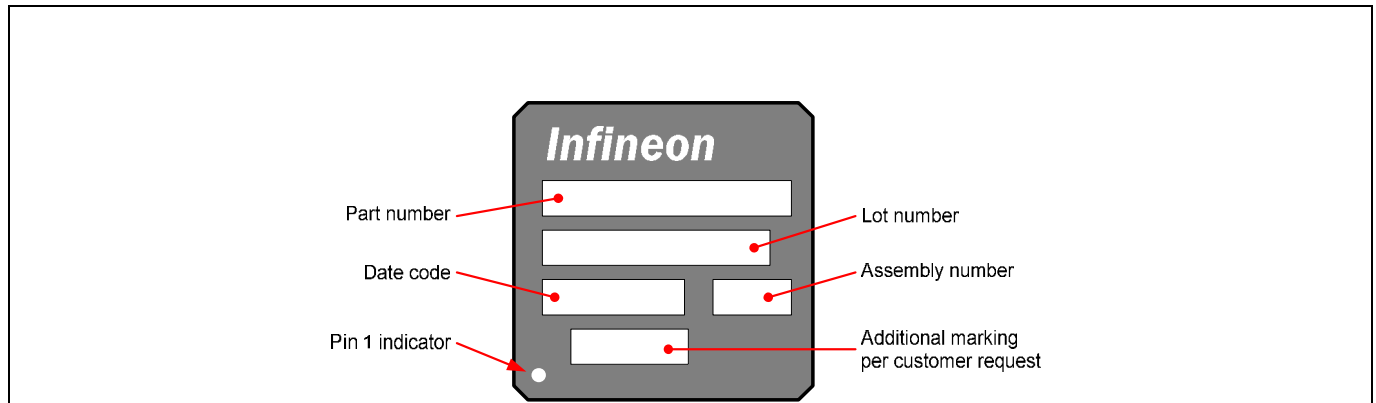 Infineon
Part number
Lot number
Date code
Assembly number
Pin 1 indicator
Additional marking
per customer request